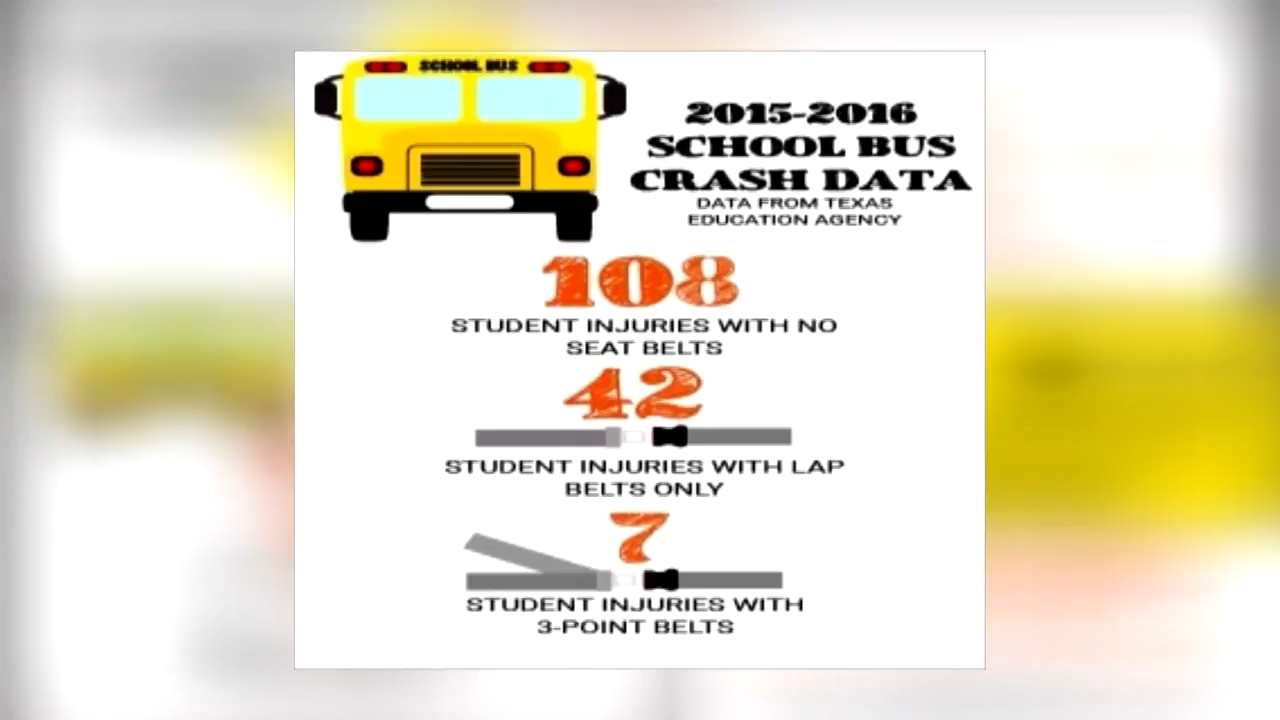 SCHOOL BUS
2015-2016
SCHOOL BUS
CRASH DATA
DATA FROM TEXAS
EDUCATION AGENCY
108
STUDENT INJURIES WITH NO
SEAT BELTS
42
STUDENT INJURIES WITH LAP
BELTS ONLY
7
STUDENT INJURIES WITH
3-POINT BELTS